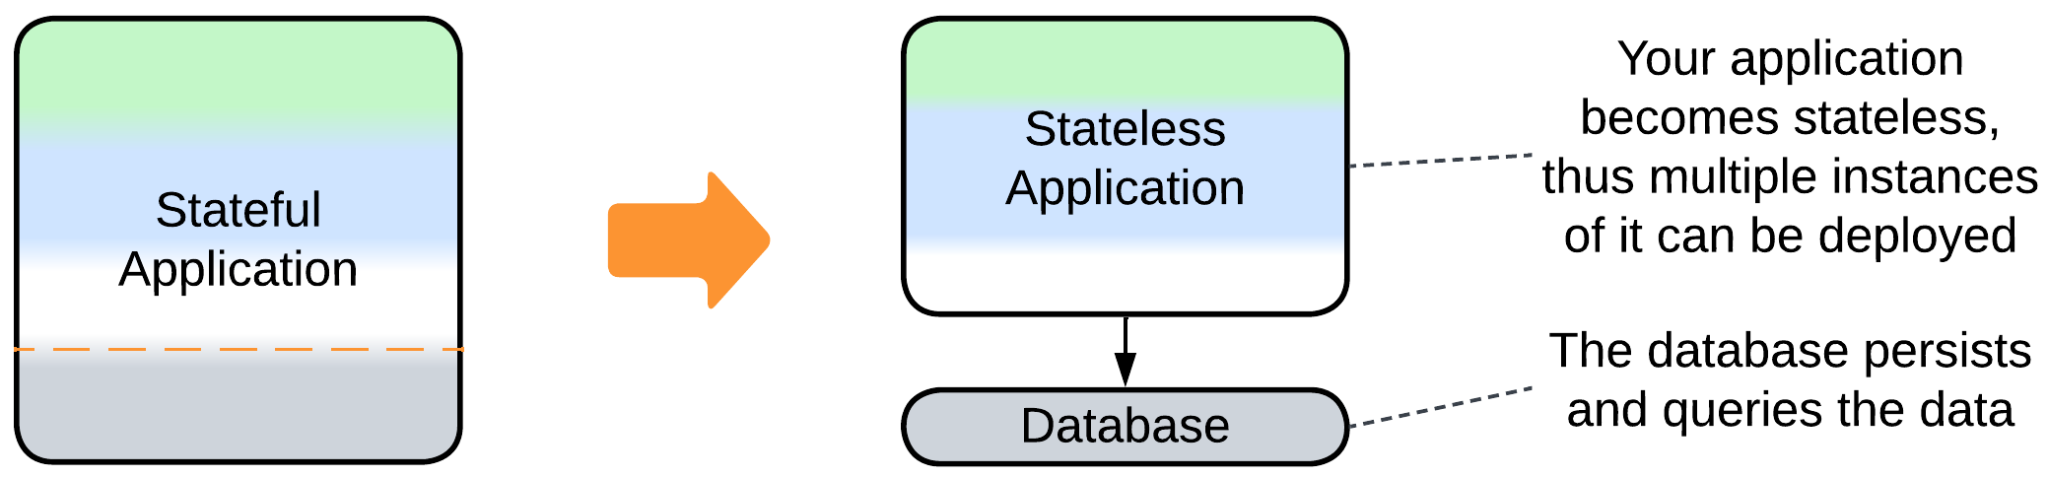 Stateful
Application
Stateless
Application
Database
Your application
becomes stateless,
thus multiple instances
of it can be deployed
The database persists
and queries the data